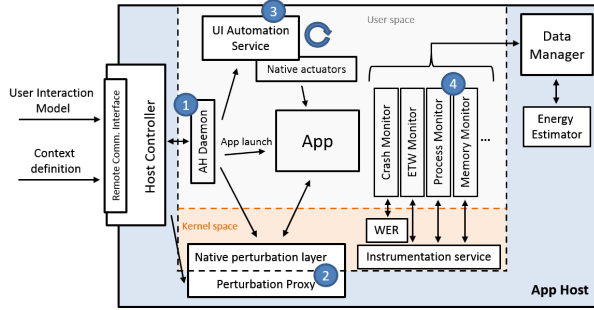 3
User space
UI Automation
Service
Native actuators
Data
Manager
User Interaction
Model
Context
definition
Remote Comm. Interface
Host Controller
1
AH Daemon
App launch
App
4
Crash Monitor
ETW Monitor
Process Monitor
Memory Monitor
...
Energy
Estimator
Kernel space
WER
Native perturbation layer
Instrumentation service
2
Perturbation Proxy
App Host